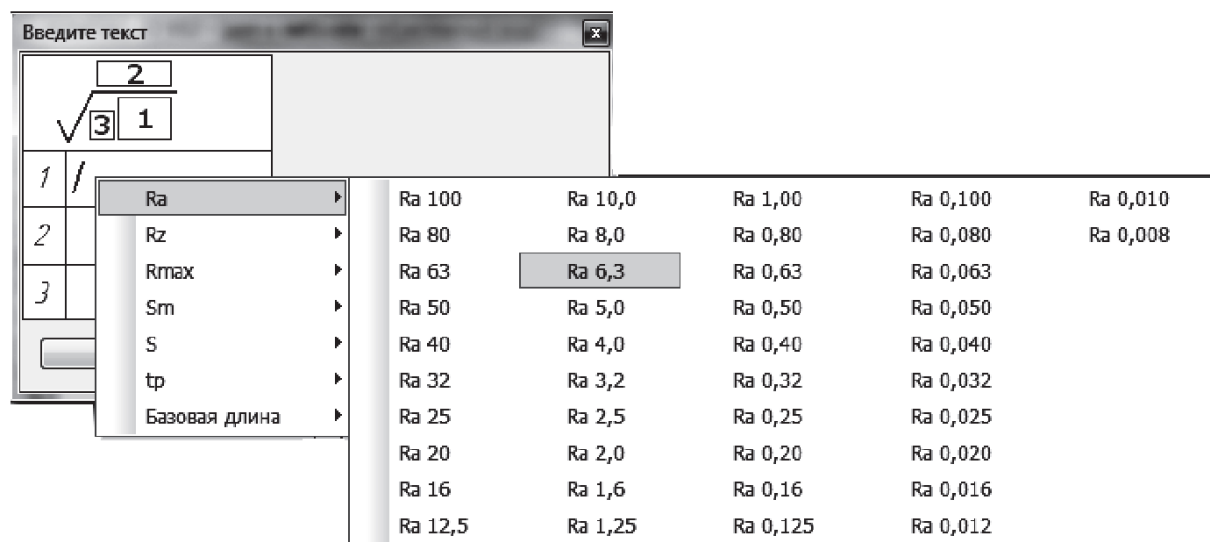 Введите текст x
2
3 1
1
2
3
Ra
Rz
Rmax
Sm
S
tp
Базовая длина
Ra 100 Ra 10,0 Ra 1,00 Ra 0,100 Ra 0,010
Ra 80 Ra 8,0 Ra 0,80 Ra 0,080 Ra 0,008
Ra 63 Ra 6,3 Ra 0,63 Ra 0,063
Ra 50 Ra 5,0 Ra 0,50 Ra 0,050
Ra 40 Ra 4,0 Ra 0,40 Ra 0,040
Ra 32 Ra 3,2 Ra 0,32 Ra 0,032
Ra 25 Ra 2,5 Ra 0,25 Ra 0,025
Ra 20 Ra 2,0 Ra 0,20 Ra 0,020
Ra 16 Ra 1,6 Ra 0,16 Ra 0,016
Ra 12,5 Ra 1,25 Ra 0,125 Ra 0,012